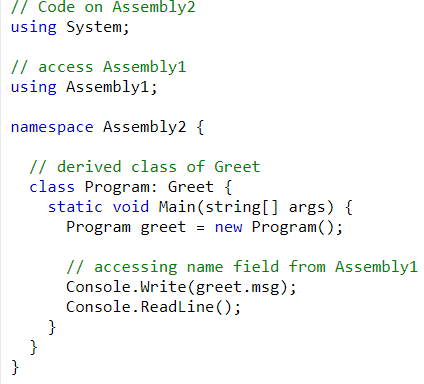 // Code on Assembly2
using System;
// access Assembly1
using Assembly1;
namespace Assembly2 {
// derived class of Greet
class Program: Greet {
static void Main(string[] args) {
Program greet = new Program();
// accessing name field from Assembly1
Console.Write(greet.msg);
Console.ReadLine();
}
}
}